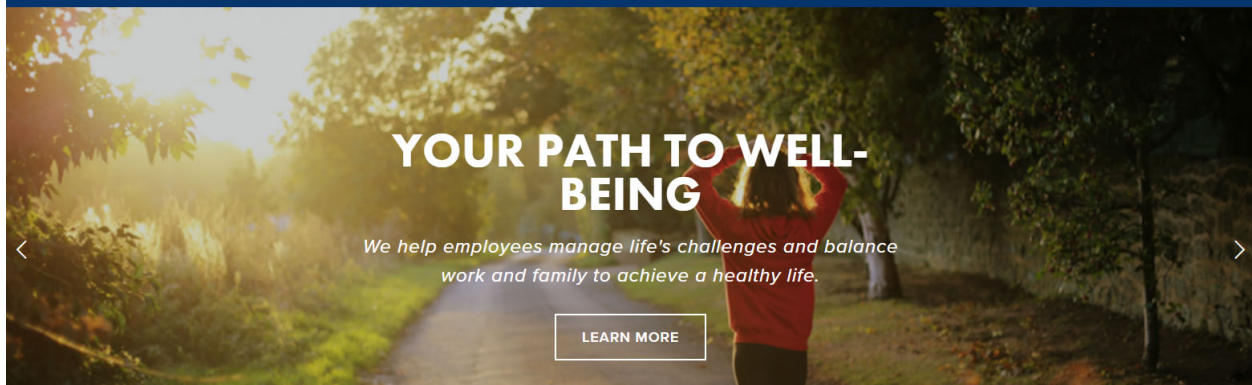 YOUR PATH TO WELL-
BEING
We help employees manage life's challenges and balance
work and family to achieve a healthy life.
LEARN MORE